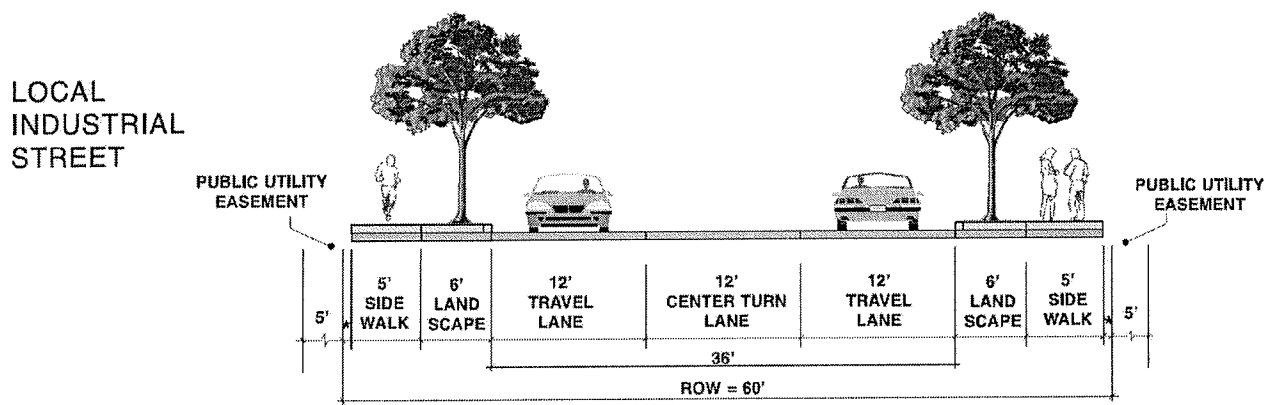 LOCAL
INDUSTRIAL
STREET
PUBLIC UTILITY
EASEMENT
PUBLIC UTILITY
EASEMENT
5'
*
5'
SIDE
WALK
6'
LAND
SCAPE
12'
TRAVEL
LANE
12'
CENTER TURN
LANE
12'
TRAVEL
LANE
6'
LAND
SCAPE
5'
SIDE
WALK
*
5'
36'
ROW = 60'